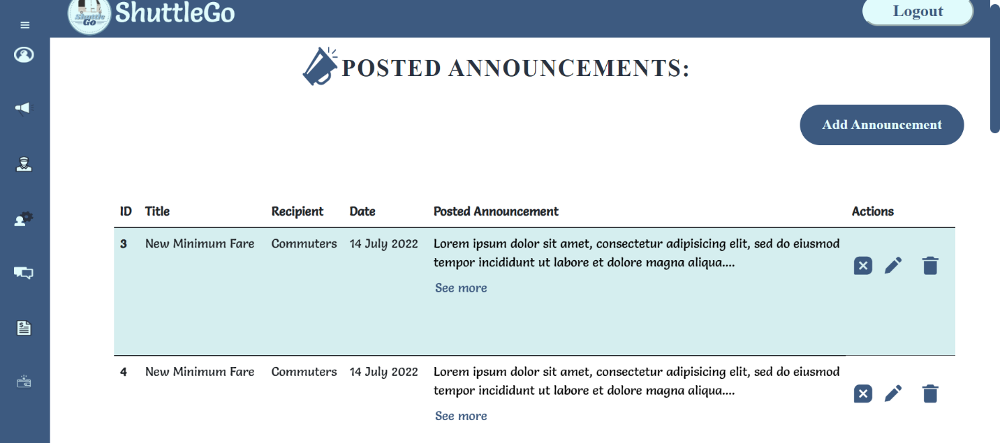 Shuttle
Go
ShuttleGo
Logout
POSTED ANNOUNCEMENTS:
Add Announcement
ID Title Recipient Date Posted Announcement Actions
3 New Minimum Fare Commuters 14 July 2022 Lorem ipsum dolor sit amet, consectetur adipisicing elit, sed do eiusmod
tempor incididunt ut labore et dolore magna aliqua....
See more
4 New Minimum Fare Commuters 14 July 2022 Lorem ipsum dolor sit amet, consectetur adipisicing elit, sed do eiusmod
tempor incididunt ut labore et dolore magna aliqua....
See more